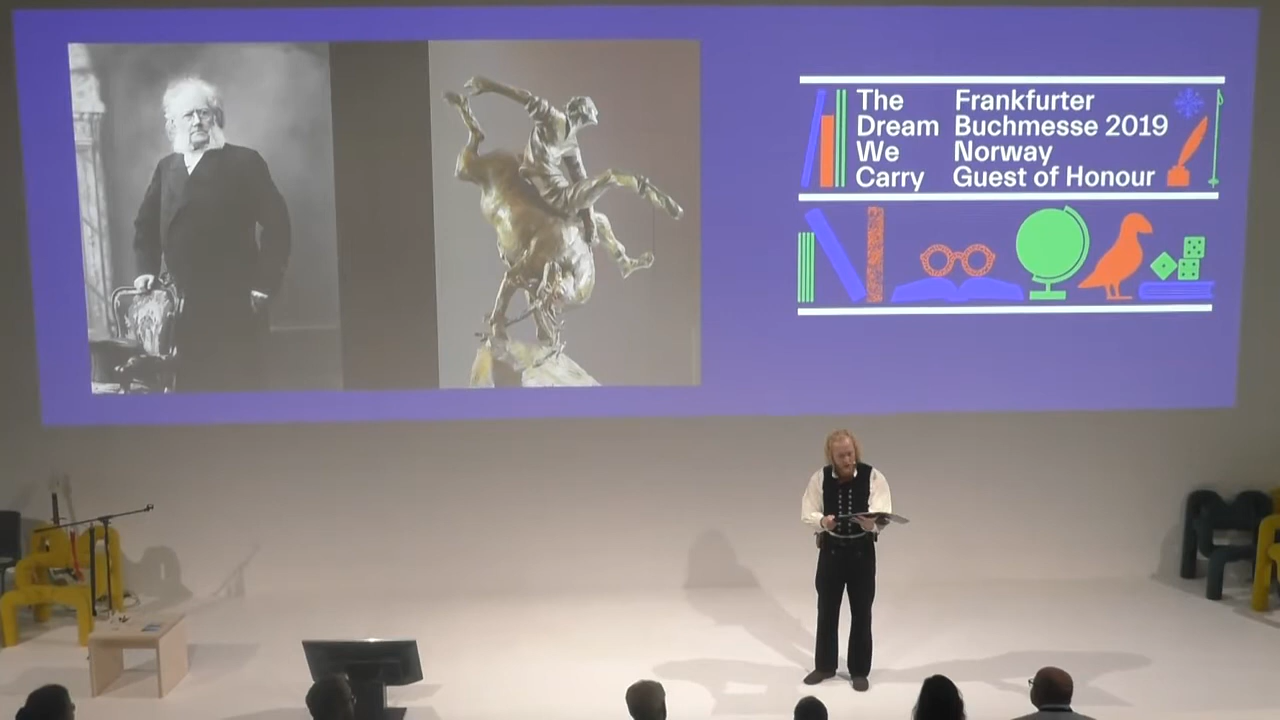 The Dream We Carry
Frankfurter Buchmesse 2019
Norway
Guest of Honour